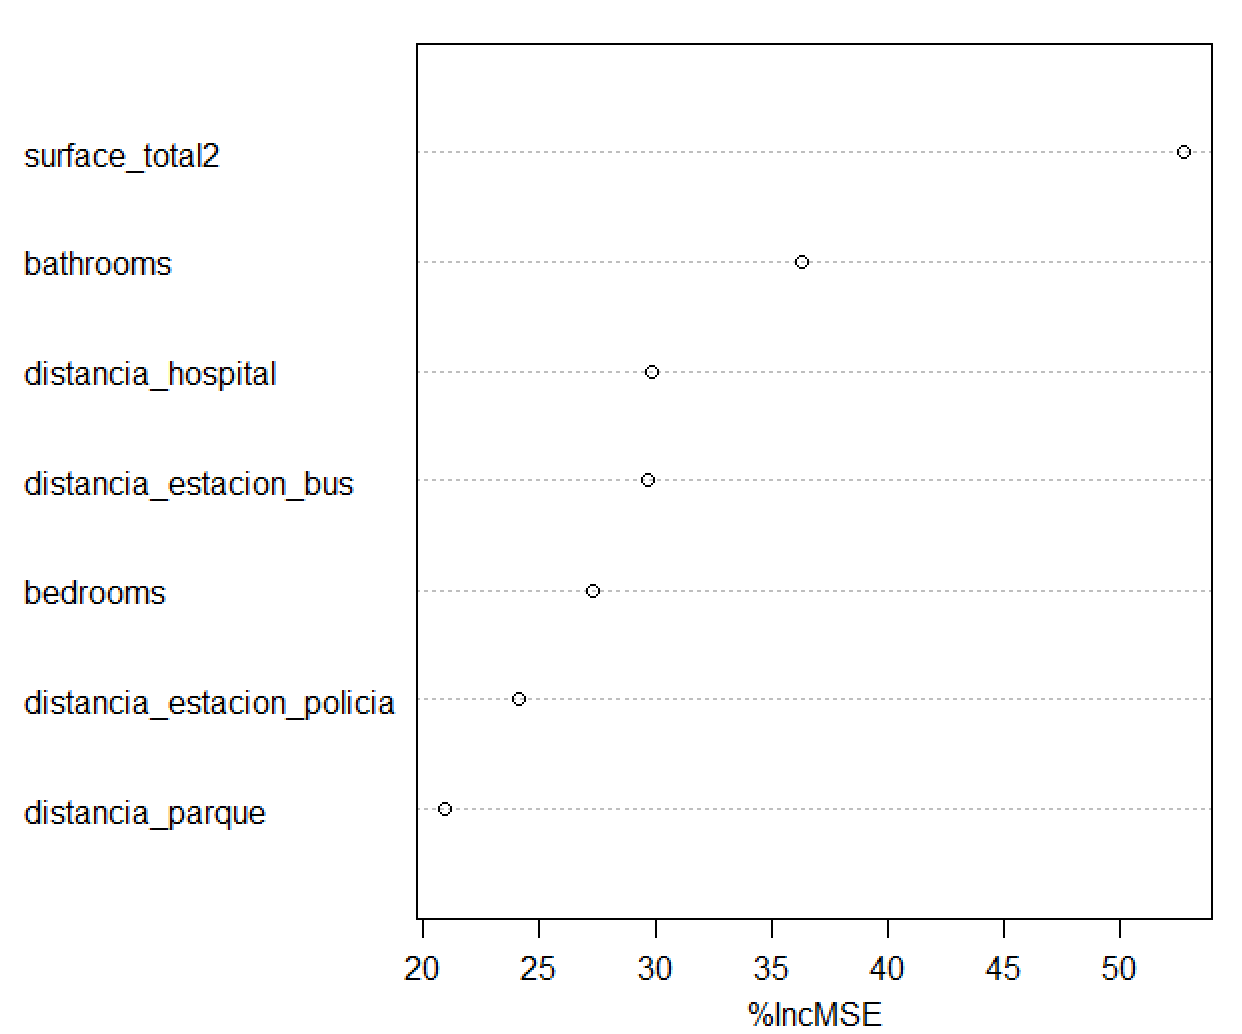 surface_total2
bathrooms
distancia_hospital
distancia_estacion_bus
bedrooms
distancia_estacion_policia
distancia_parque
20 25 30 35 40 45 50
%IncMSE